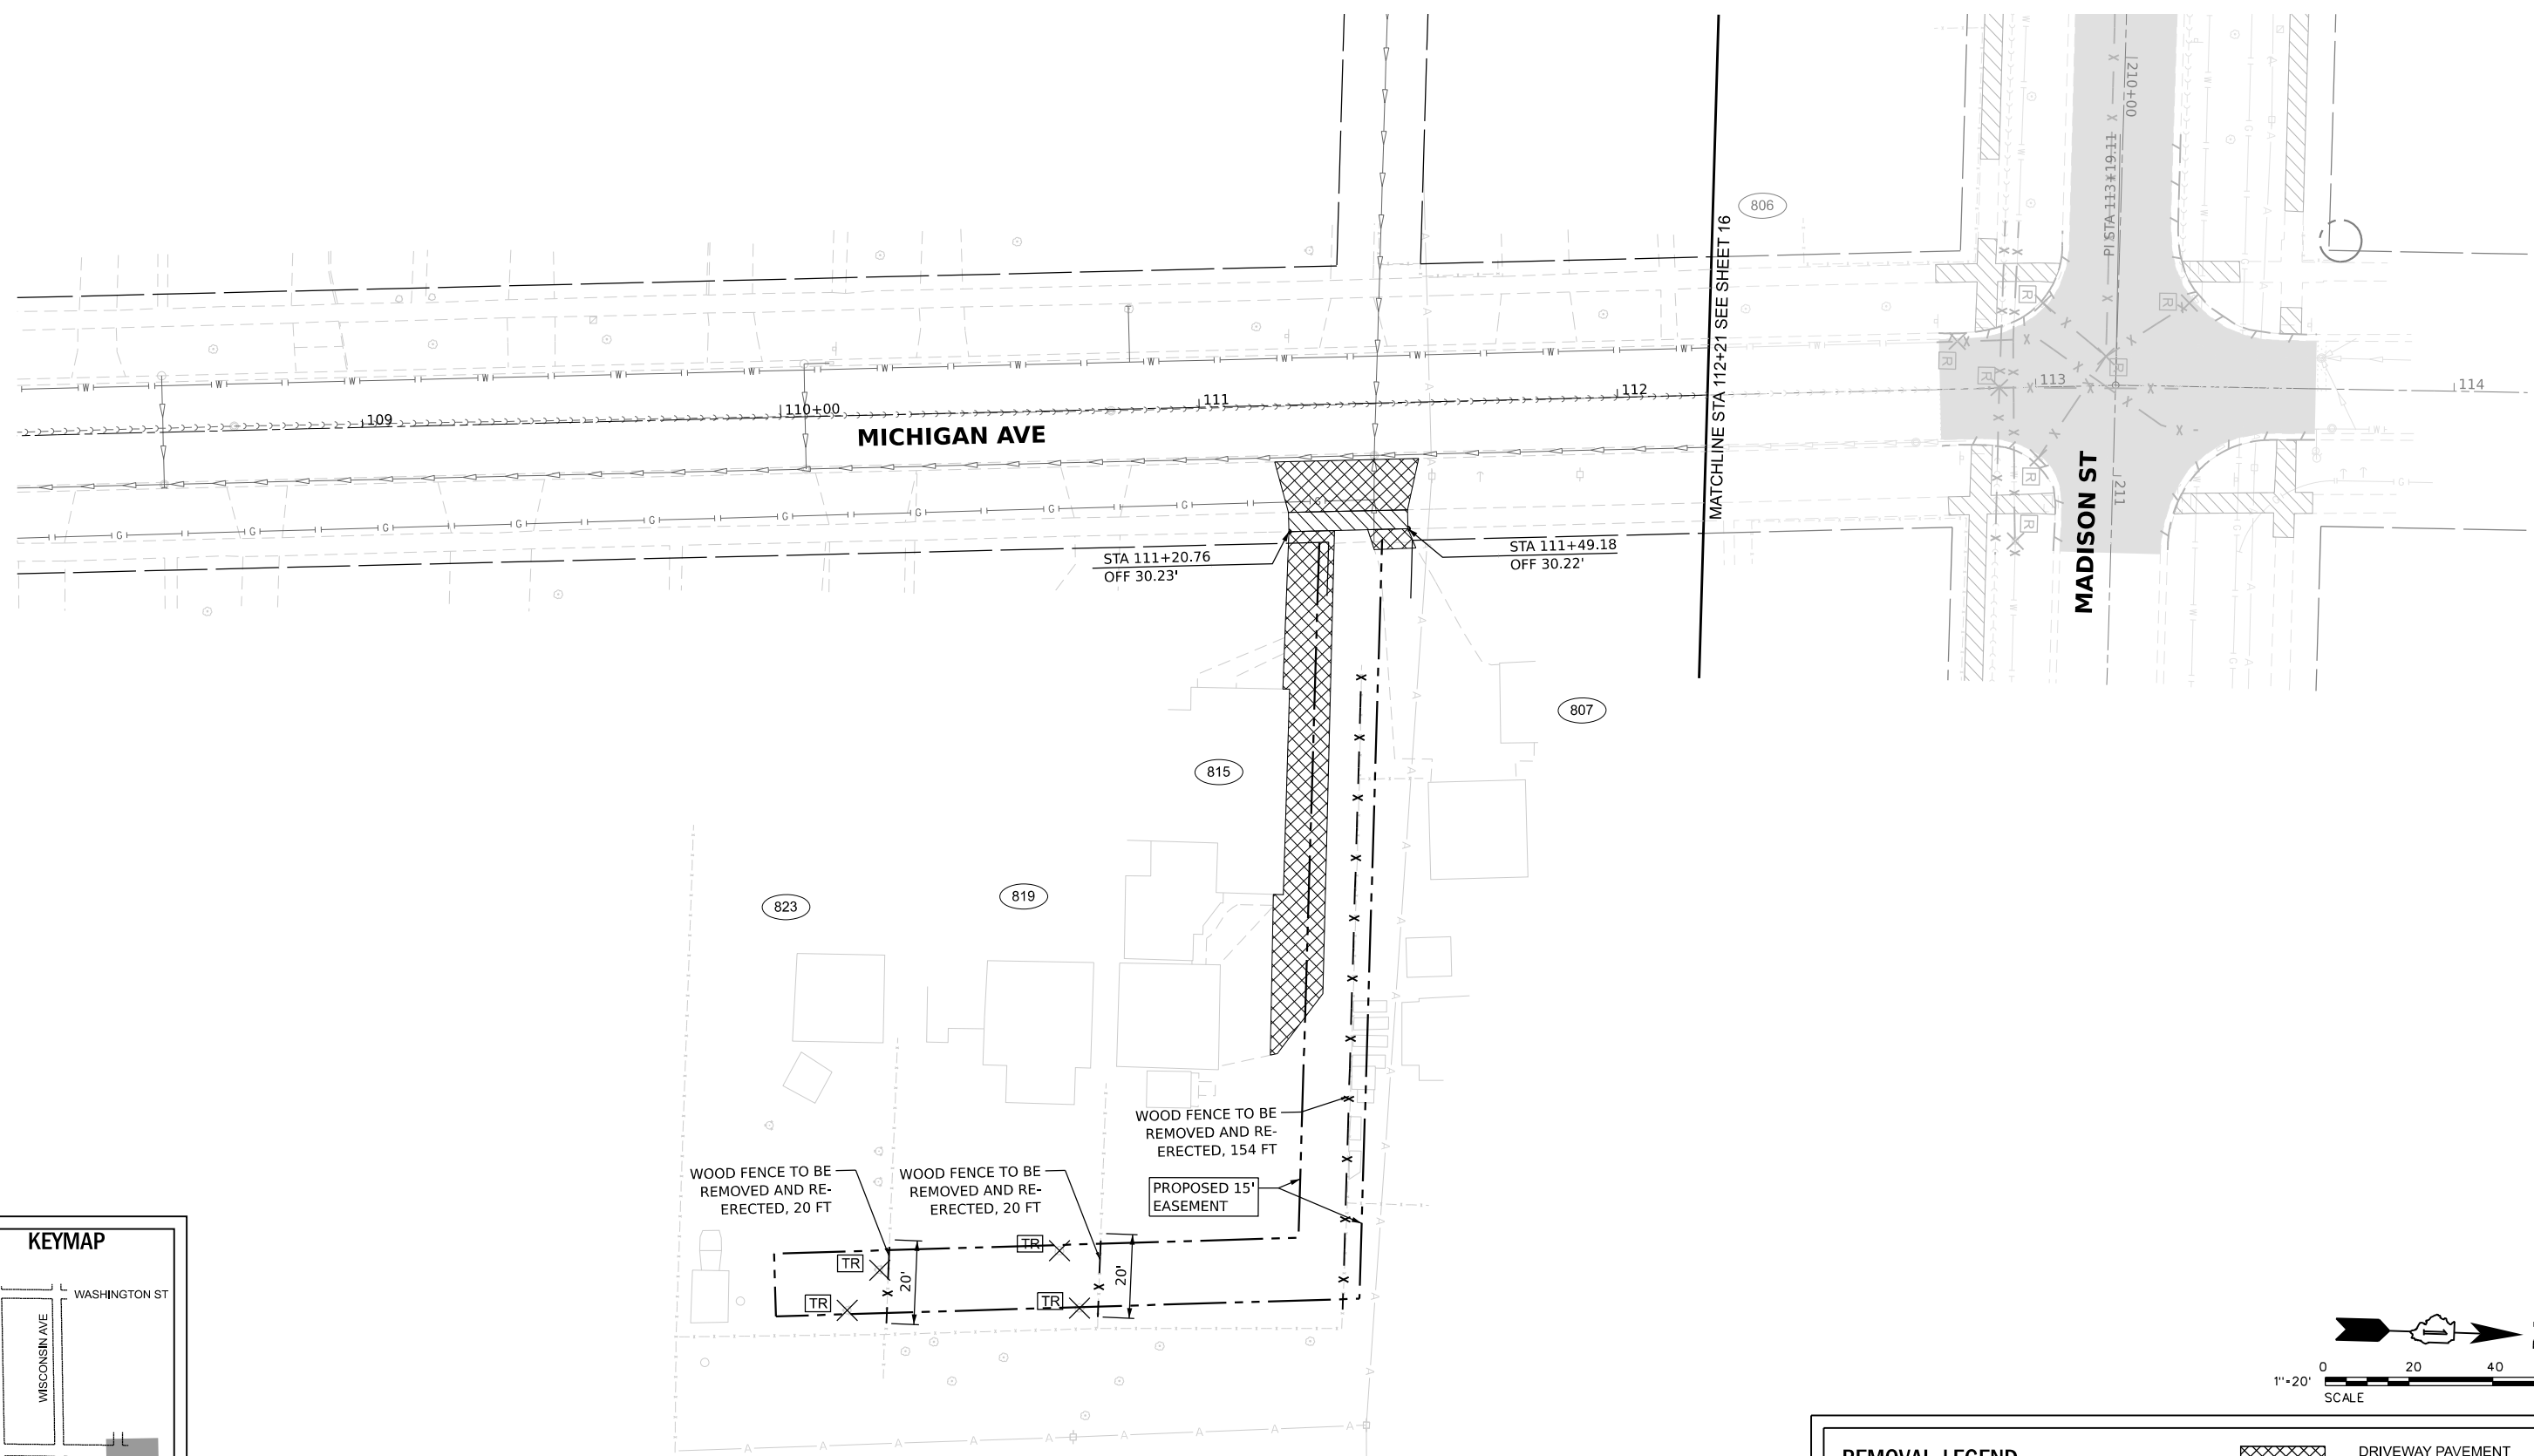 210+00
PI STA 113+19.11
806
MATCHLINE STA 112+21 SEE SHEET 16
R
R
R
R
R
R
R
109
110+00
111
112
113
114
MICHIGAN AVE
MADISON ST
211
STA 111+20.76
OFF 30.23'
STA 111+49.18
OFF 30.22'
807
815
819
823
WOOD FENCE TO BE
REMOVED AND RE-
ERECTED, 154 FT
WOOD FENCE TO BE
REMOVED AND RE-
ERECTED, 20 FT
WOOD FENCE TO BE
REMOVED AND RE-
ERECTED, 20 FT
PROPOSED 15'
EASEMENT
TR
TR
TR
TR
20'
20'
KEYMAP
WASHINGTON ST
WISCONSIN AVE
0 20 40
1"=20'
SCALE
REMOVAL LEGEND
DRIVEWAY PAVEMENT